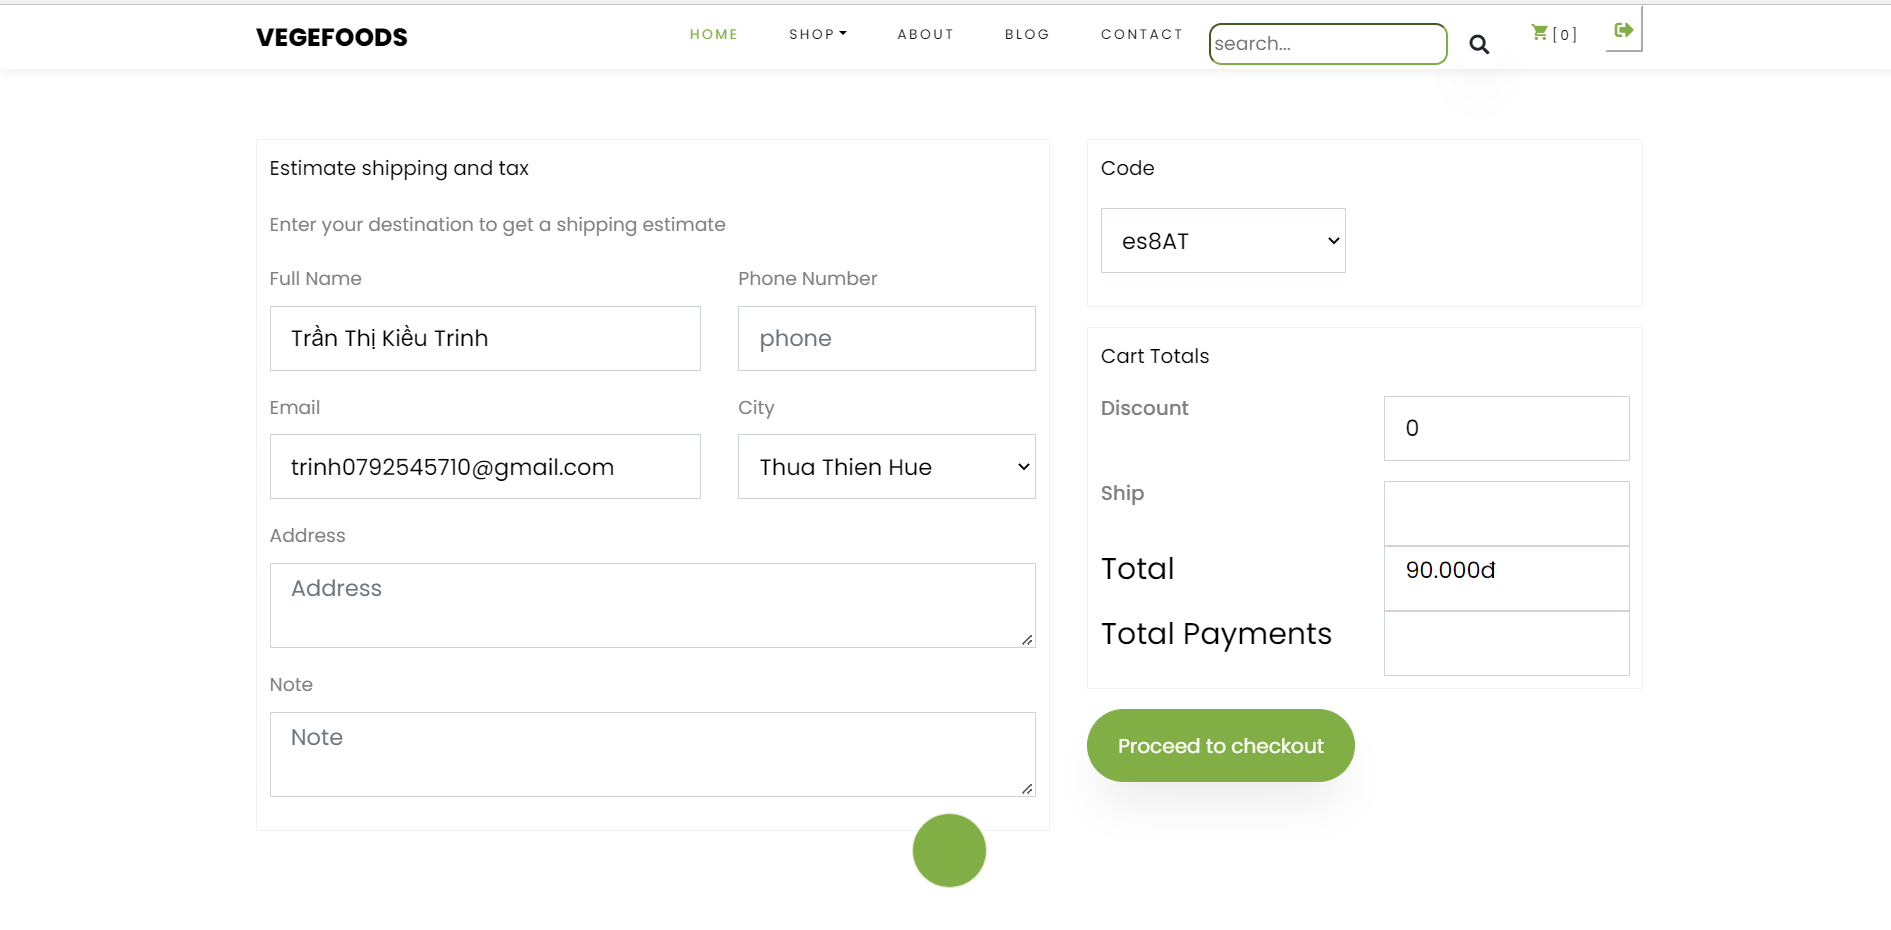 VEGEFOODS
HOME SHOP ABOUT BLOG CONTACT search... [0]
Estimate shipping and tax
Enter your destination to get a shipping estimate
Full Name Phone Number
Trần Thị Kiều Trinh phone
Email City
trinh0792545710@gmail.com Thua Thien Hue
Address
Address
Note
Note
Code
es8AT
Cart Totals
Discount 0
Ship
Total 90.000đ
Total Payments
Proceed to checkout